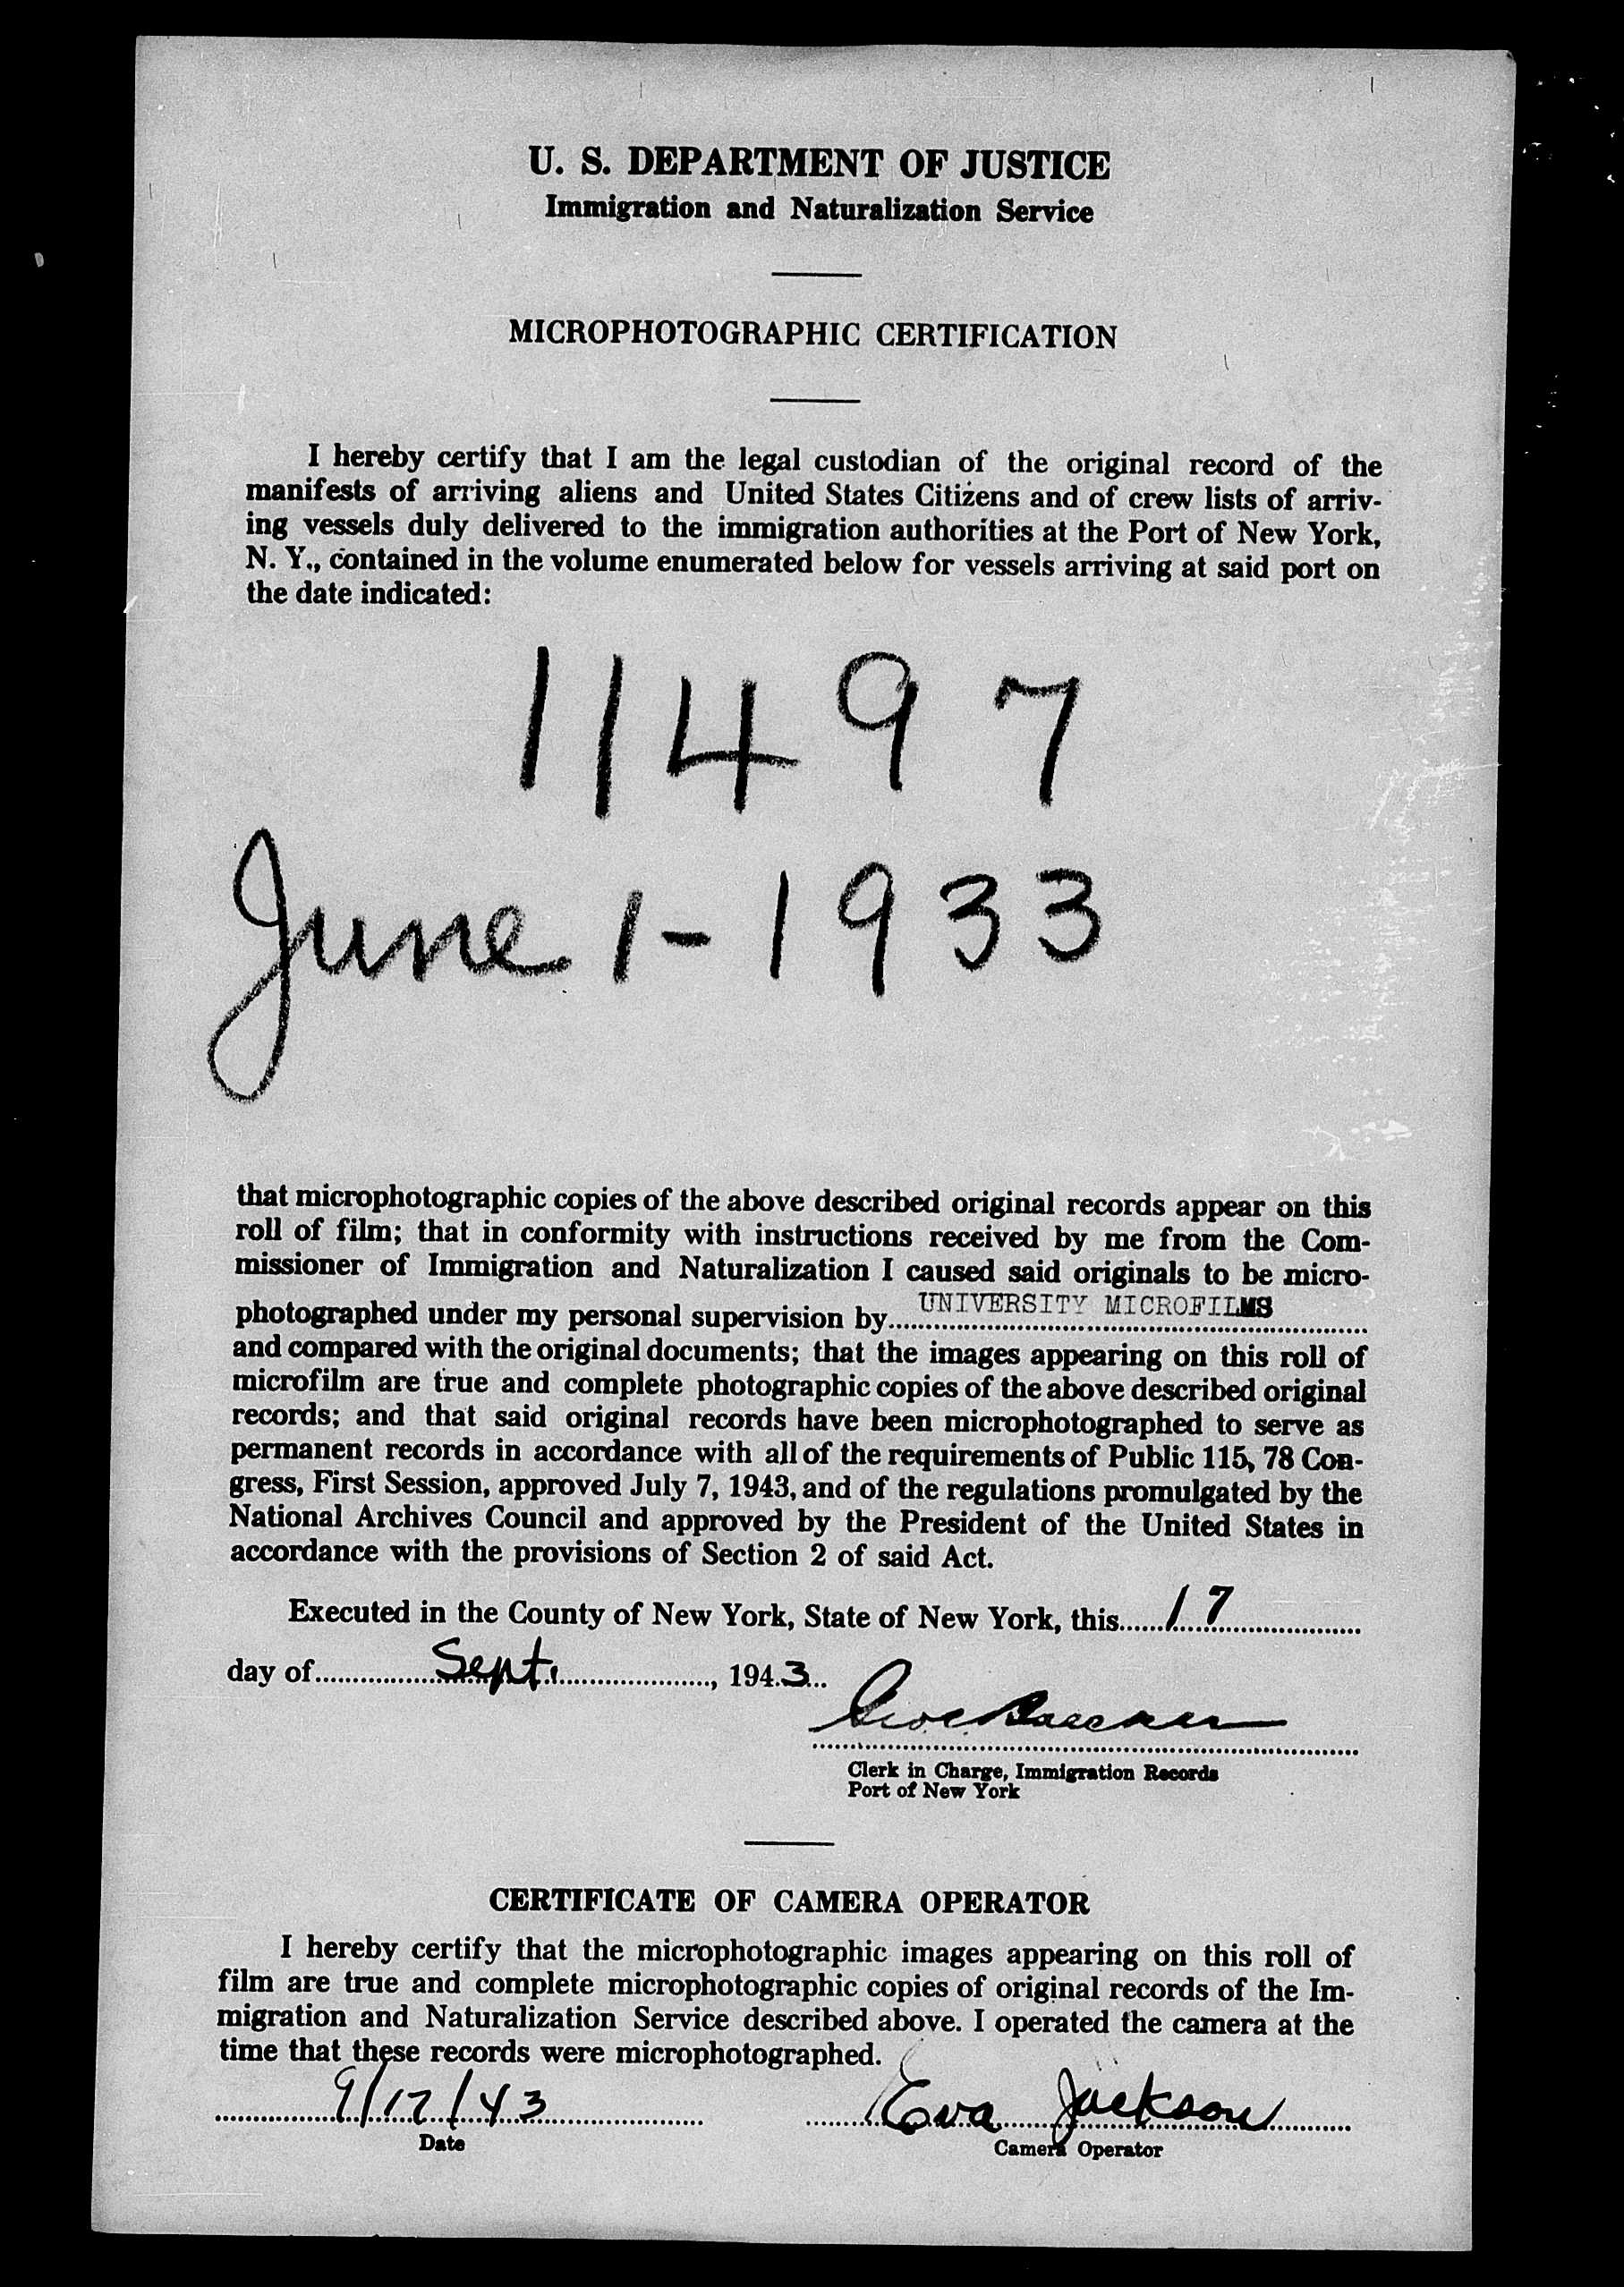 U. S. DEPARTMENT OF JUSTICE
Immigration and Naturalization Service
MICROPHOTOGRAPHIC CERTIFICATION
I hereby certify that I am the legal custodian of the original record of the
manifests of arriving aliens and United States Citizens and of crew lists of arriv-
ing vessels duly delivered to the immigration authorities at the Port of New York,
N. Y., contained in the volume enumerated below for vessels arriving at said port on
the date indicated:
11497
June 1-1933
that microphotographic copies of the above described original records appear on this
roll of film; that in conformity with instructions received by me from the Com-
missioner of Immigration and Naturalization I caused said originals to be micro-
photographed under my personal supervision by UNIVERSITY MICROFILMS
and compared with the original documents; that the images appearing on this roll of
microfilm are true and complete photographic copies of the above described original
records; and that said original records have been microphotographed to serve as
permanent records in accordance with all of the requirements of Public 115, 78 Con-
gress, First Session, approved July 7, 1943, and of the regulations promulgated by the
National Archives Council and approved by the President of the United States in
accordance with the provisions of Section 2 of said Act.
Executed in the County of New York, State of New York, this 17
day of Sept., 1943
Clerk in Charge, Immigration Records
Port of New York
CERTIFICATE OF CAMERA OPERATOR
I hereby certify that the microphotographic images appearing on this roll of
film are true and complete microphotographic copies of original records of the Im-
migration and Naturalization Service described above. I operated the camera at the
time that these records were microphotographed.
9/17/43 Eva Jackson
Date Camera Operator